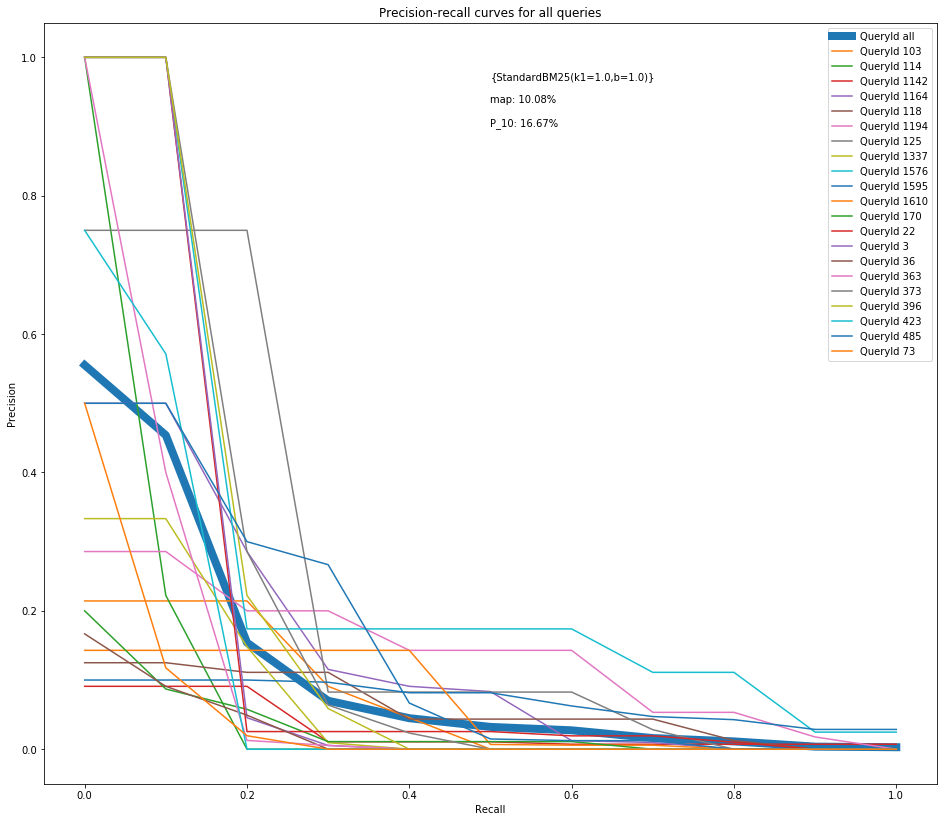 Precision-recall curves for all queries
1.0
0.8
0.6
0.4
0.2
0.0
Precision
0.0
0.2
0.4
0.6
0.8
1.0
Recall
{StandardBM25(k1=1.0,b=1.0)}
map: 10.08%
P_10: 16.67%
QueryId all
QueryId 103
QueryId 114
QueryId 1142
QueryId 1164
QueryId 118
QueryId 1194
QueryId 125
QueryId 1337
QueryId 1576
QueryId 1595
QueryId 1610
QueryId 170
QueryId 22
QueryId 3
QueryId 36
QueryId 363
QueryId 373
QueryId 396
QueryId 423
QueryId 485
QueryId 73